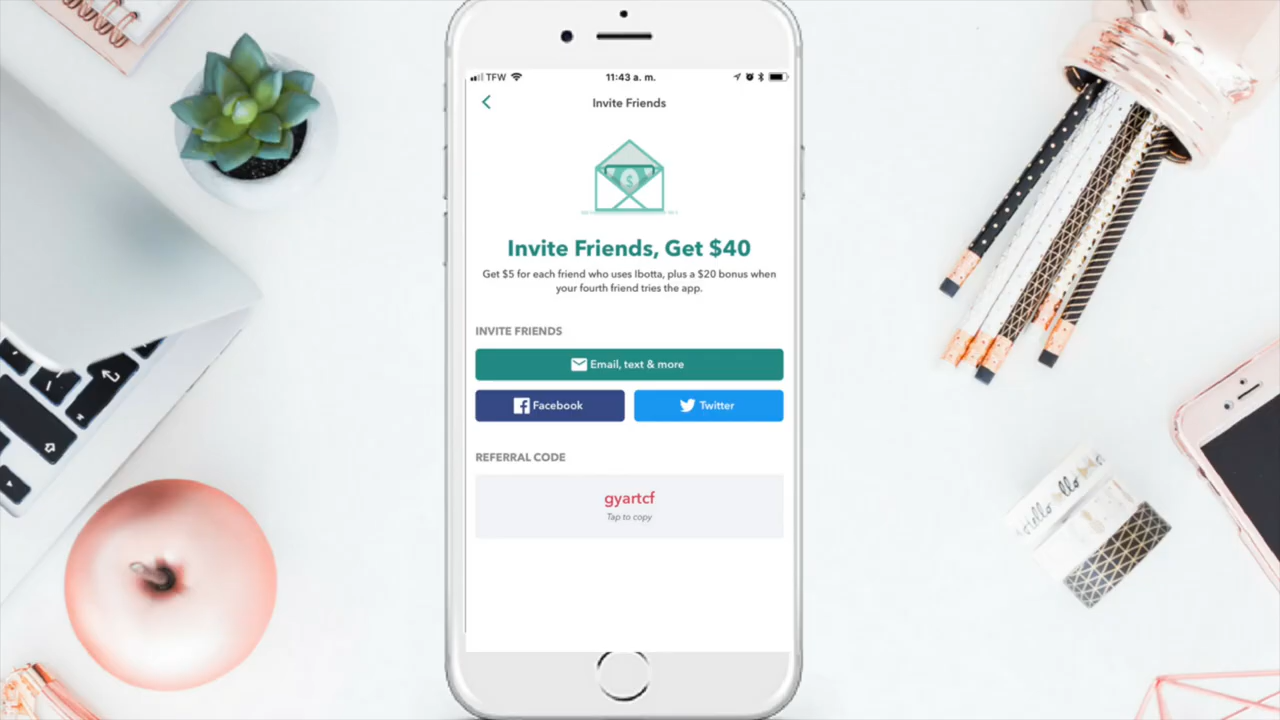 TFW
11:43 a. m.
Invite Friends
$
Invite Friends, Get $40
Get $5 for each friend who uses Ibotta, plus a $20 bonus when
your fourth friend tries the app.
INVITE FRIENDS
Email, text & more
Facebook
Twitter
REFERRAL CODE
gyartcf
Tap to copy
Hello